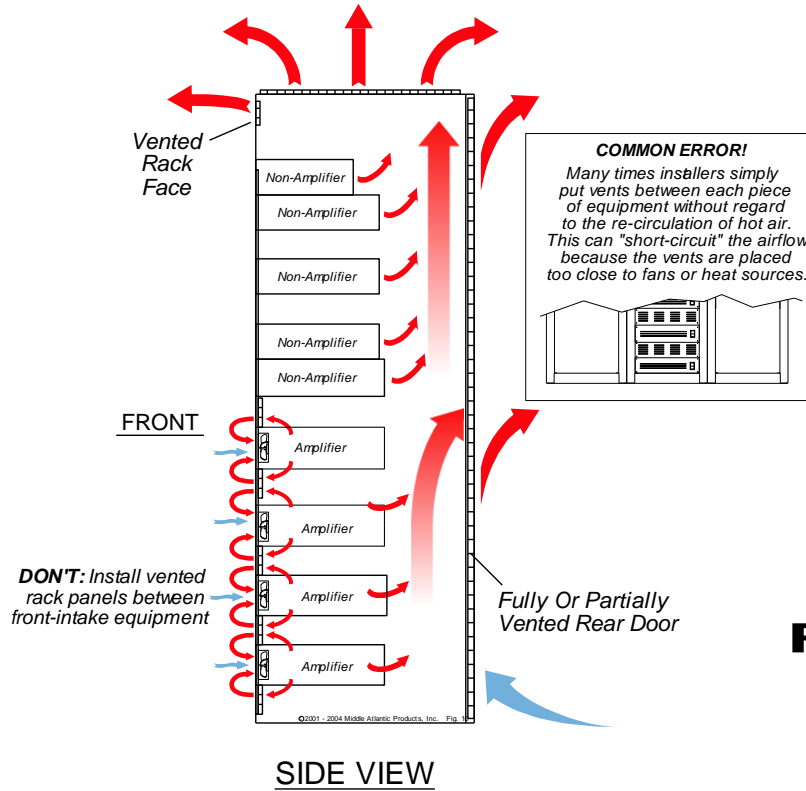 Vented
Rack
Face
Non-Amplifier
Non-Amplifier
Non-Amplifier
Non-Amplifier
Non-Amplifier
COMMON ERROR!
Many times installers simply
put vents between each piece
of equipment without regard
to the re-circulation of hot air.
This can "short-circuit" the airflow
because the vents are placed
too close to fans or heat sources.
FRONT
Amplifier
Amplifier
Amplifier
Amplifier
DON'T: Install vented
rack panels between
front-intake equipment
Fully Or Partially
Vented Rear Door
©2001 - 2004 Middle Atlantic Products, Inc. Fig.
SIDE VIEW